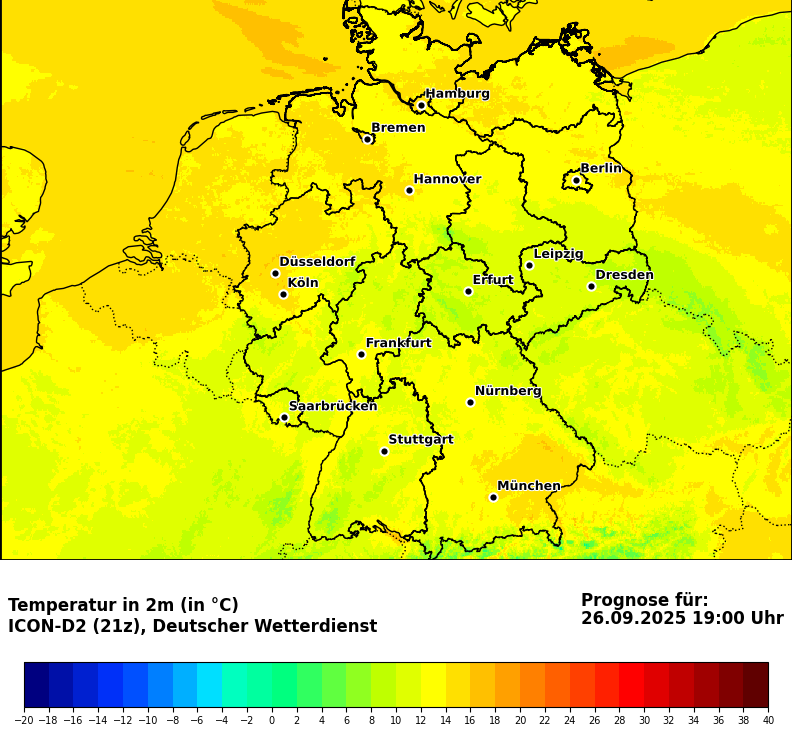 Hamburg
Bremen
Berlin
Hannover
Leipzig
Düsseldorf
Dresden
Köln
Erfurt
Frankfurt
Nürnberg
Saarbrücken
Stuttgart
München
Temperatur in 2m (in °C)
ICON-D2 (21z), Deutscher Wetterdienst
Prognose für:
26.09.2025 19:00 Uhr
−20 −18 −16 −14 −12 −10 −8 −6 −4 −2 0 2 4 6 8 10 12 14 16 18 20 22 24 26 28 30 32 34 36 38 40